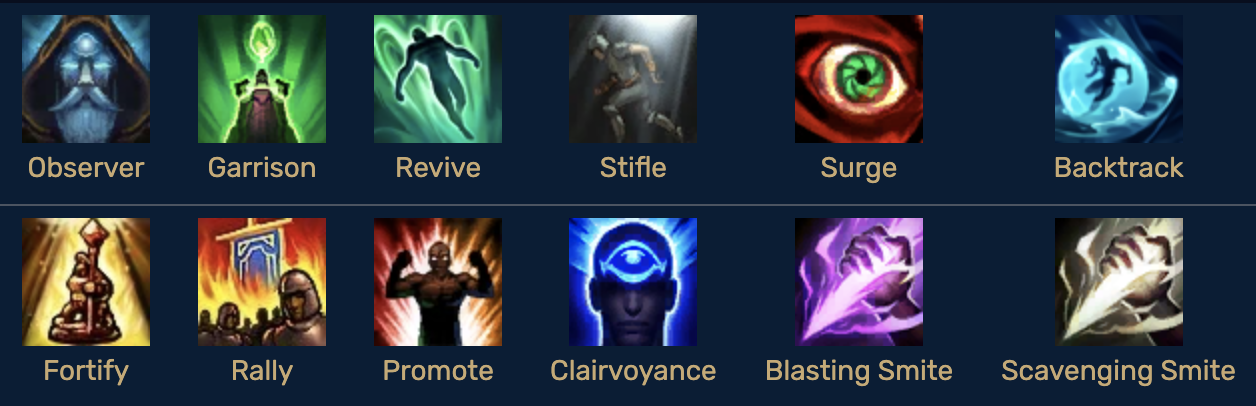 Observer
Garrison
Revive
Stifle
Surge
Backtrack
Fortify
Rally
Promote
Clairvoyance
Blasting Smite
Scavenging Smite